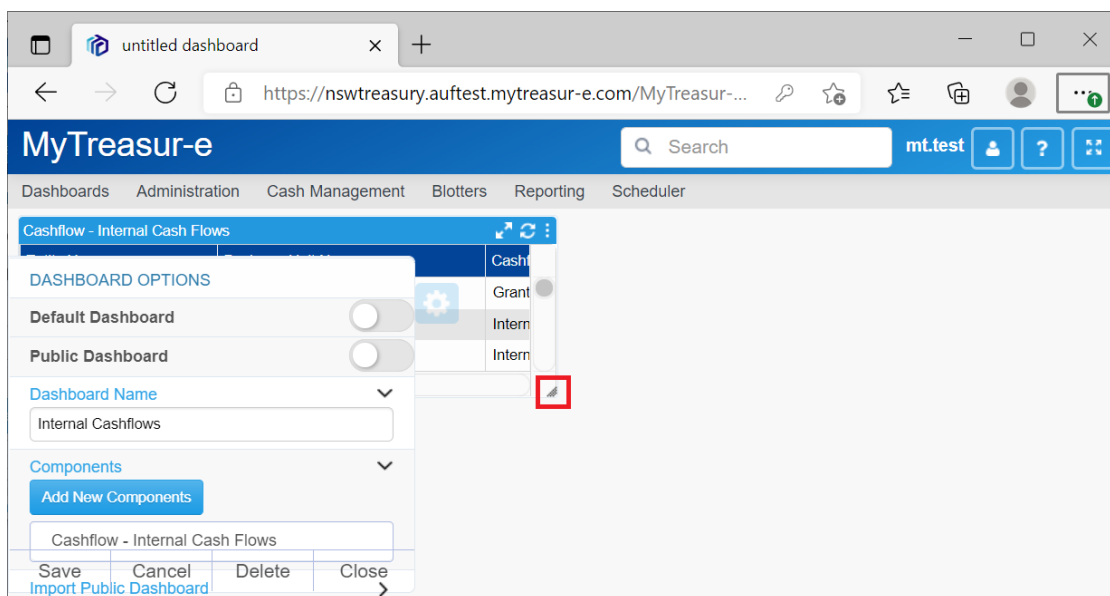 untitled dashboard
https://nswtreasury.auftest.mytreasur-e.com/MyTreasur-...
MyTreasur-e
Search
mt.test
?
Dashboards Administration Cash Management Blotters Reporting Scheduler
Cashflow - Internal Cash Flows
Cashf
DASHBOARD OPTIONS
Grant
Default Dashboard
Intern
Public Dashboard
Intern
Dashboard Name
Internal Cashflows
Components
Add New Components
Cashflow - Internal Cash Flows
Save Cancel Delete Close
Import Public Dashboard